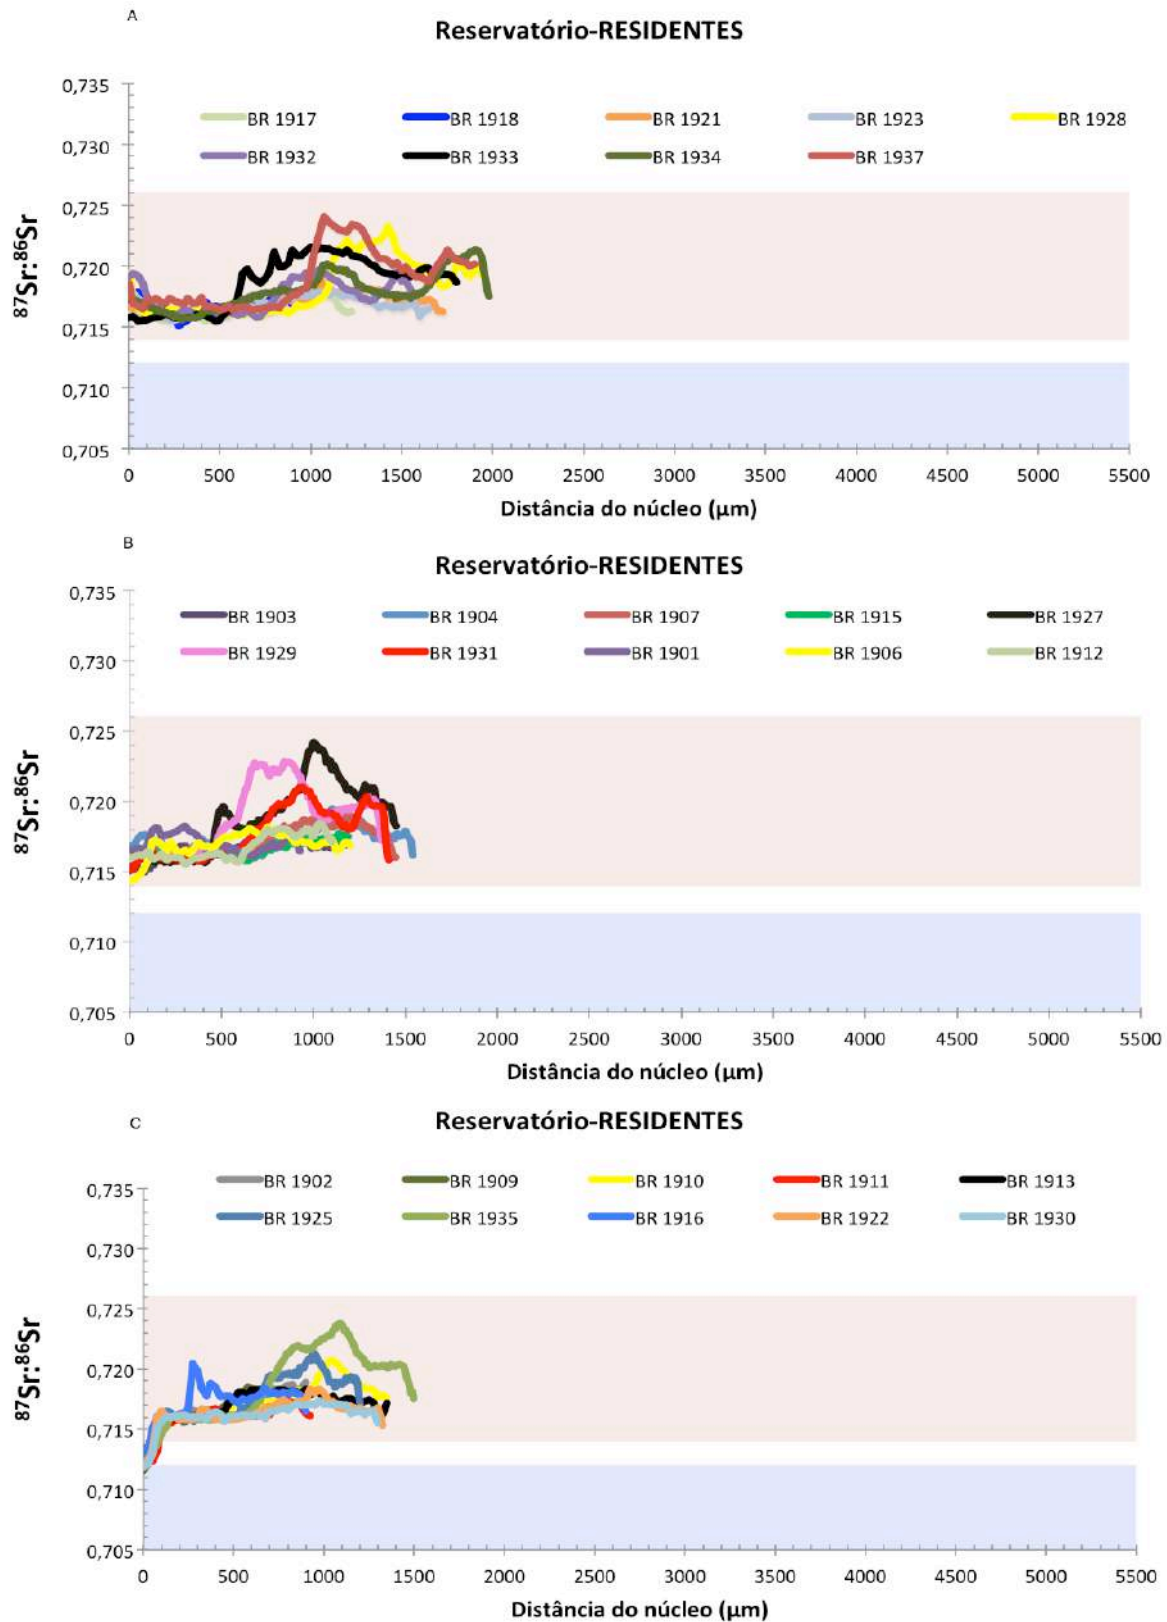 A
Reservatório-RESIDENTES
0,735
BR 1917 BR 1918 BR 1921 BR 1923 BR 1928
0,730
BR 1932 BR 1933 BR 1934 BR 1937
0,725
0,720
0,715
0,710
0,705
87Sr:86Sr
0 500 1000 1500 2000 2500 3000 3500 4000 4500 5000 5500
Distância do núcleo (µm)
B
Reservatório-RESIDENTES
0,735
BR 1903 BR 1904 BR 1907 BR 1915 BR 1927
BR 1929 BR 1931 BR 1901 BR 1906 BR 1912
0,730
0,725
0,720
0,715
0,710
0,705
87Sr:86Sr
0 500 1000 1500 2000 2500 3000 3500 4000 4500 5000 5500
Distância do núcleo (µm)
C
Reservatório-RESIDENTES
0,735
BR 1902 BR 1909 BR 1910 BR 1911 BR 1913
BR 1925 BR 1935 BR 1916 BR 1922 BR 1930
0,730
0,725
0,720
0,715
0,710
0,705
87Sr:86Sr
0 500 1000 1500 2000 2500 3000 3500 4000 4500 5000 5500
Distância do núcleo (µm)